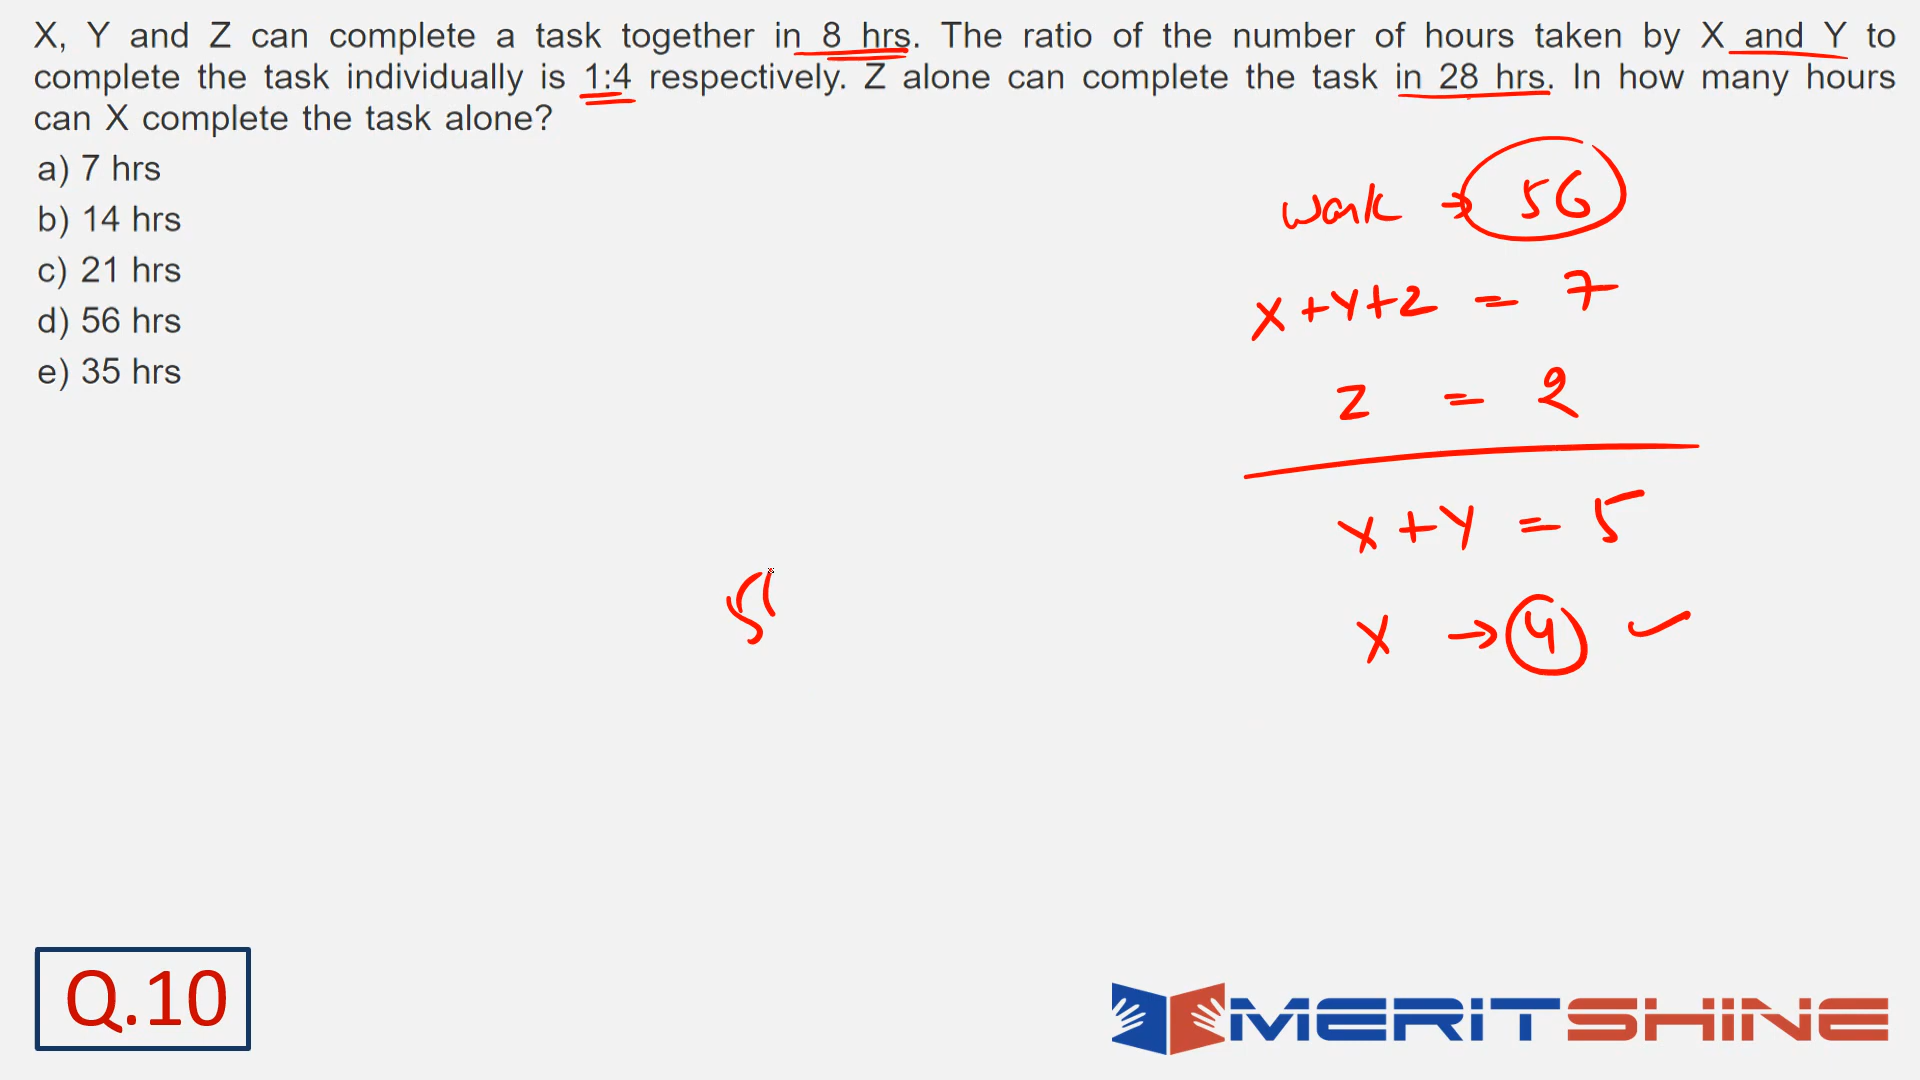 X, Y and Z can complete a task together in 8 hrs. The ratio of the number of hours taken by X and Y to
complete the task individually is 1:4 respectively. Z alone can complete the task in 28 hrs. In how many hours
can X complete the task alone?
a) 7 hrs
b) 14 hrs
c) 21 hrs
d) 56 hrs
e) 35 hrs
work → 56
X + Y + Z = 7
Z = 2
X + Y = 5
X → 4
Q.10
MERITSHINE